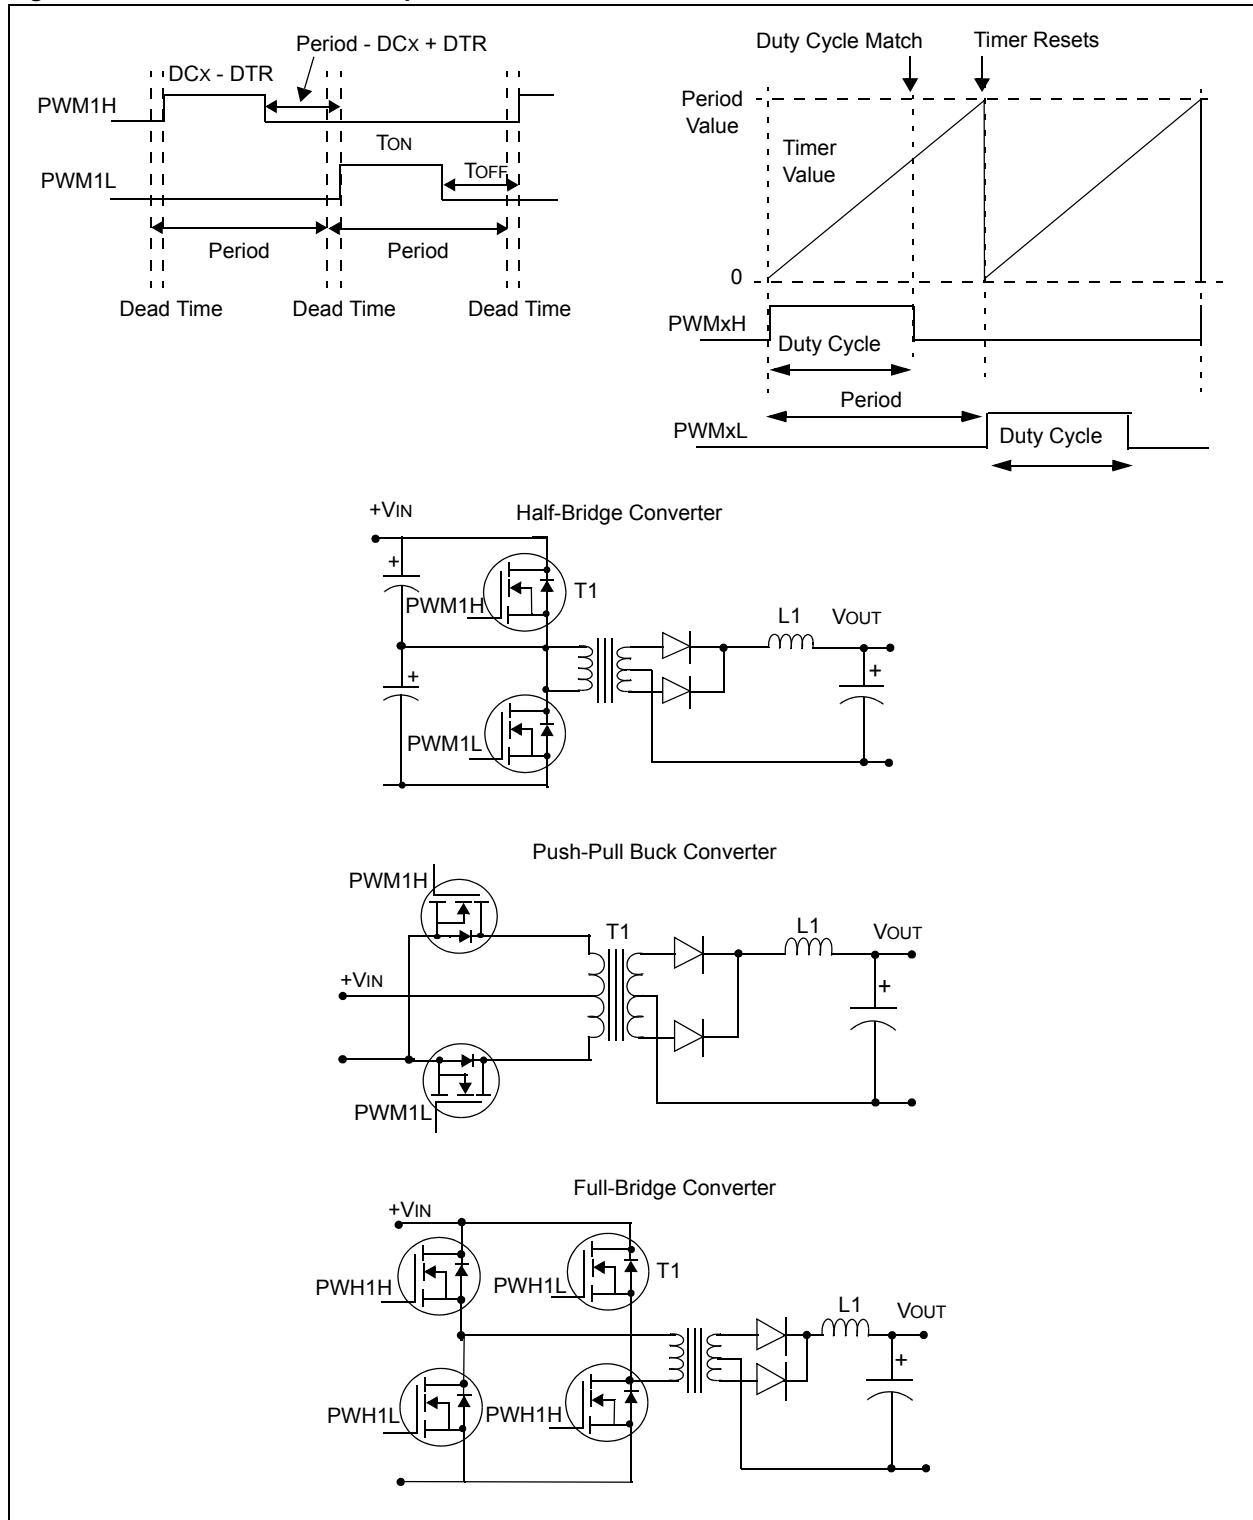 Period - DCx + DTR
DCx - DTR
PWM1H
TON
TOFF
PWM1L
Period
Period
Dead Time
Dead Time
Dead Time
Duty Cycle Match
Timer Resets
Period
Value
Timer
Value
0
PWMxH
Duty Cycle
Period
PWMxL
Duty Cycle
Half-Bridge Converter
+VIN
+
T1
PWM1H
L1
VOUT
+
+
PWM1L
Push-Pull Buck Converter
PWM1H
T1
L1
VOUT
+VIN
+
PWM1L
Full-Bridge Converter
+VIN
PWH1H
PWH1L
T1
L1
VOUT
+
PWH1L
PWH1H